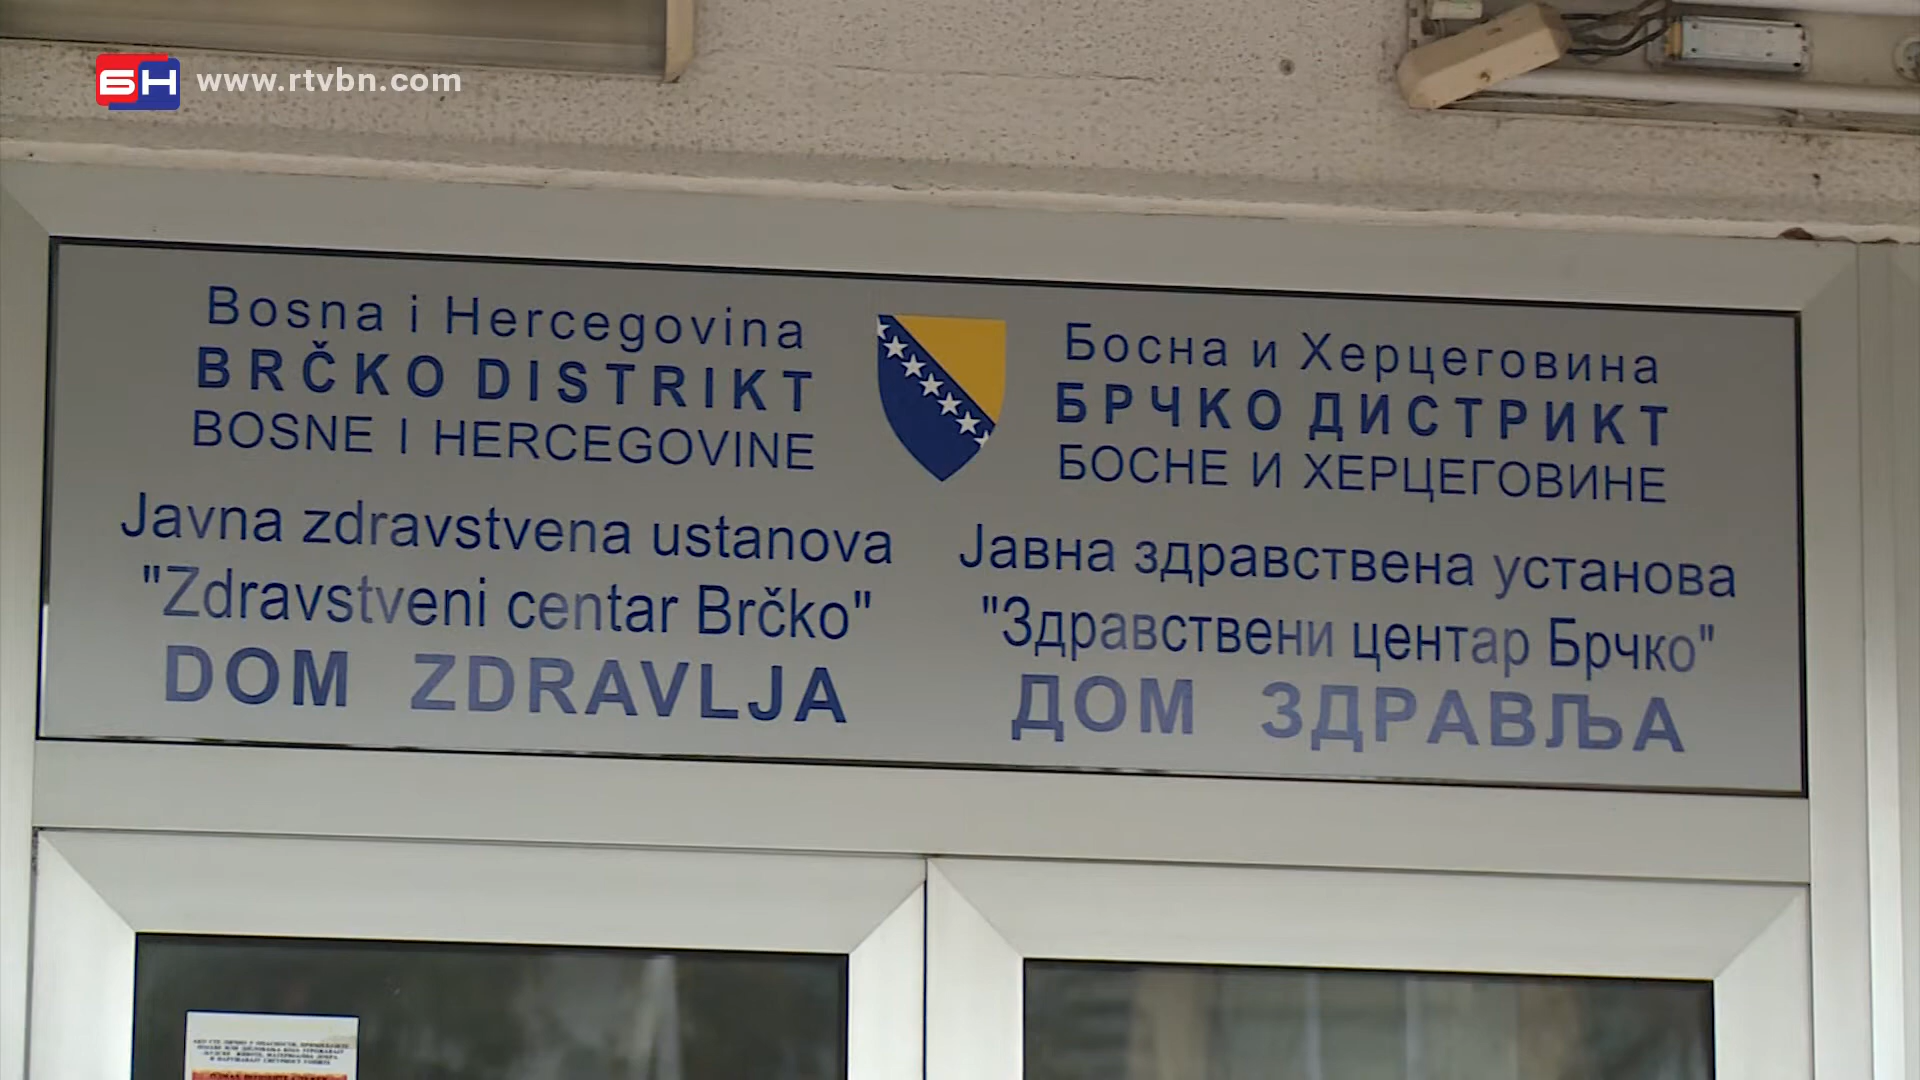 БН www.rtvbn.com
Bosna i Hercegovina
BRČKO DISTRIKT
BOSNE I HERCEGOVINE
Javna zdravstvena ustanova
"Zdravstveni centar Brčko"
DOM ZDRAVLJA
Босна и Херцеговина
БРЧКО ДИСТРИКТ
БОСНЕ И ХЕРЦЕГОВИНЕ
Јавна здравствена установа
"Здравствени центар Брчко"
ДОМ ЗДРАВЉА